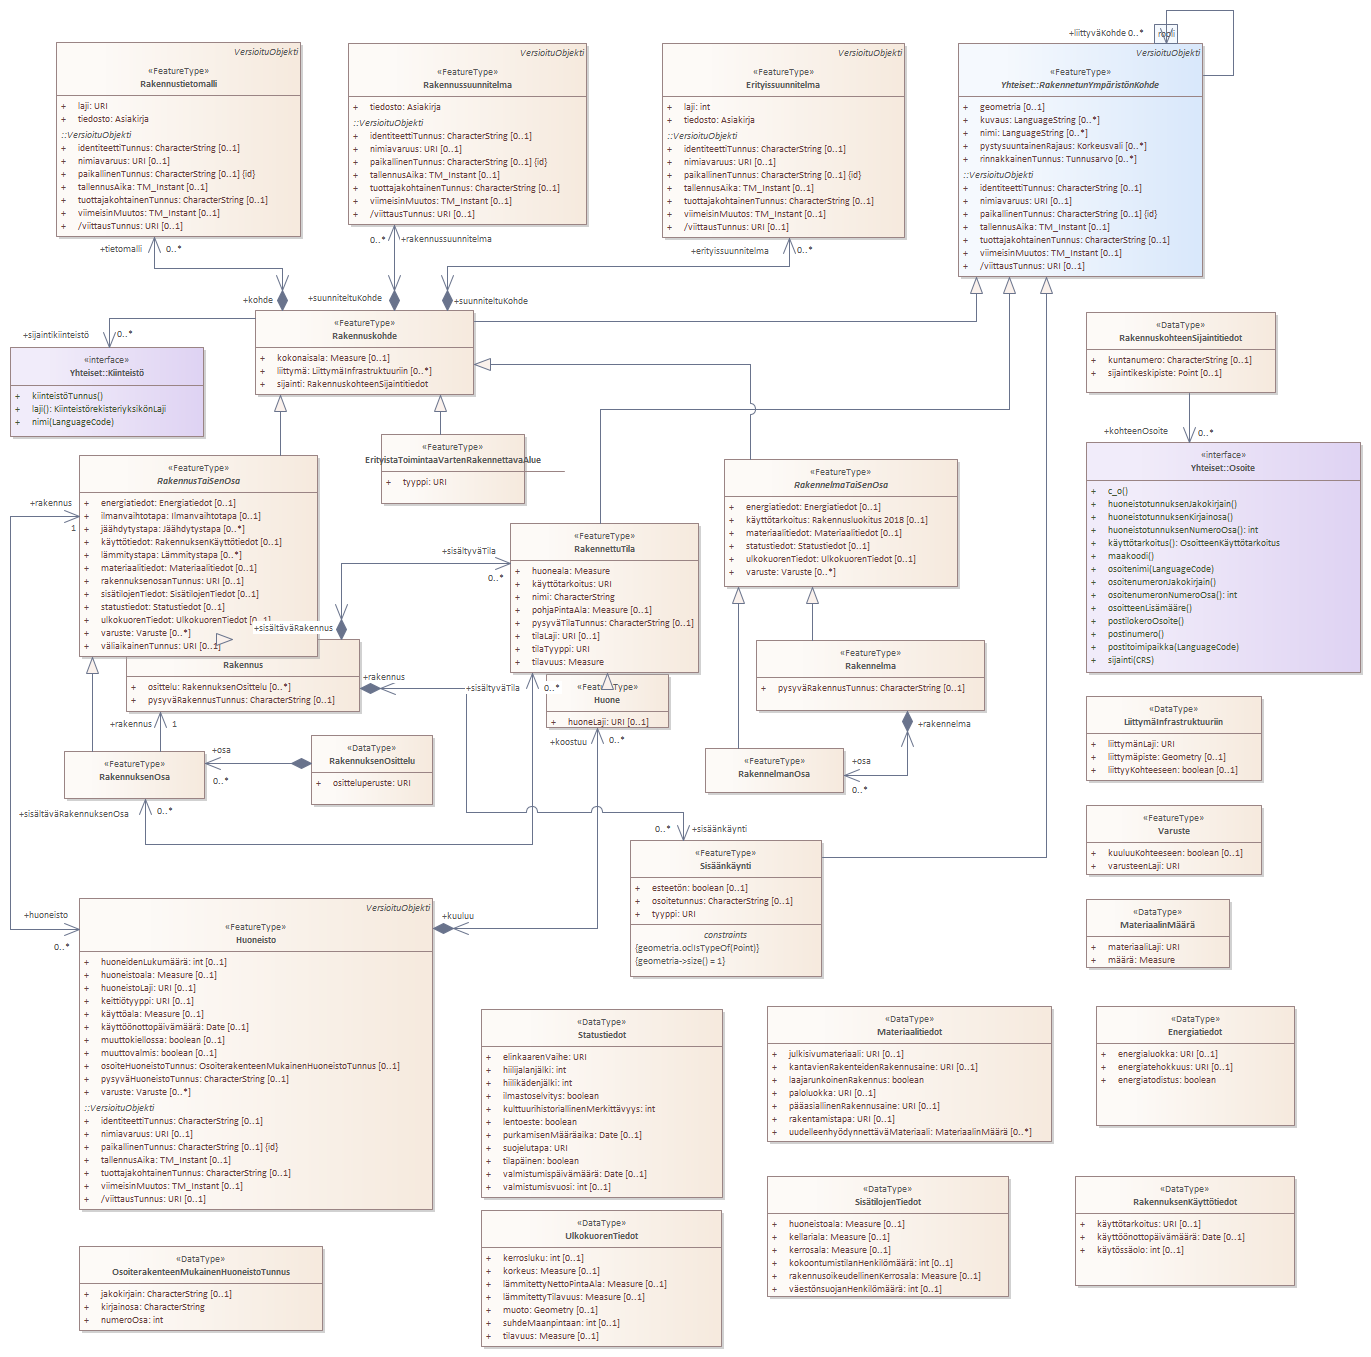 +liittyväKohde 0..*
VersioituObjekti
«FeatureType»
Rakennustietomalli
+ laji: URI
+ tiedosto: Asiakirja
::VersioituObjekti
+ identiteettiTunnus: CharacterString [0..1]
+ nimiavaruus: URI [0..1]
+ paikallinenTunnus: CharacterString [0..1] {id}
+ tallennusAika: TM_Instant [0..1]
+ tuottajakohtainenTunnus: CharacterString [0..1]
+ viimeisinMuutos: TM_Instant [0..1]
+ /viittausTunnus: URI [0..1]
VersioituObjekti
«FeatureType»
Rakennussuunnitelma
+ tiedosto: Asiakirja
::VersioituObjekti
+ identiteettiTunnus: CharacterString [0..1]
+ nimiavaruus: URI [0..1]
+ paikallinenTunnus: CharacterString [0..1] {id}
+ tallennusAika: TM_Instant [0..1]
+ tuottajakohtainenTunnus: CharacterString [0..1]
+ viimeisinMuutos: TM_Instant [0..1]
+ /viittausTunnus: URI [0..1]
VersioituObjekti
«FeatureType»
Erityissuunnitelma
+ laji: int
+ tiedosto: Asiakirja
::VersioituObjekti
+ identiteettiTunnus: CharacterString [0..1]
+ nimiavaruus: URI [0..1]
+ paikallinenTunnus: CharacterString [0..1] {id}
+ tallennusAika: TM_Instant [0..1]
+ tuottajakohtainenTunnus: CharacterString [0..1]
+ viimeisinMuutos: TM_Instant [0..1]
+ /viittausTunnus: URI [0..1]
VersioituObjekti
«FeatureType»
Yhteiset::RakennetunYmpäristönKohde
+ geometria [0..1]
+ kuvaus: LanguageString [0..*]
+ nimi: LanguageString [0..*]
+ pystysuuntainenRajaus: Korkeusvali [0..*]
+ rinnakkainenTunnus: Tunnusarvo [0..*]
::VersioituObjekti
+ identiteettiTunnus: CharacterString [0..1]
+ nimiavaruus: URI [0..1]
+ paikallinenTunnus: CharacterString [0..1] {id}
+ tallennusAika: TM_Instant [0..1]
+ tuottajakohtainenTunnus: CharacterString [0..1]
+ viimeisinMuutos: TM_Instant [0..1]
+ /viittausTunnus: URI [0..1]
+tietomalli 0..*
0..* +rakennussuunnitelma
+erityissuunnitelma 0..*
+kohde
+suunniteltuKohde
+suunniteltuKohde
+sijaintikiinteistö 0..*
«FeatureType»
Rakennuskohde
+ kokonaisala: Measure [0..1]
+ liittymä: LiittymäInfrastruktuuriin [0..*]
+ sijainti: RakennuskohteenSijaintitiedot
«interface»
Yhteiset::Kiinteistö
+ kiinteistöTunnus()
+ laji(): KiinteistörekisteriyksikönLaji
+ nimi(LanguageCode)
«DataType»
RakennuskohteenSijaintitiedot
+ kuntanumero: CharacterString [0..1]
+ sijaintikeskipiste: Point [0..1]
+kohteenOsoite 0..*
«FeatureType»
ErityistaToimintaaVartenRakennettavaAlue
+ tyyppi: URI
«interface»
Yhteiset::Osoite
+ c_o()
+ huoneistotunnuksenJakokirjain()
+ huoneistotunnuksenKirjainosa()
+ huoneistotunnuksenNumeroOsa(): int
+ käyttötarkoitus(): OsoitteenKäyttötarkoitus
+ maakoodi()
+ osoitenimi(LanguageCode)
+ osoitenumeronJakokirjain()
+ osoitenumeronNumeroOsa(): int
+ osoitteenLisämääre()
+ postilokeroOsoite()
+ postinumero()
+ postitoimipaikka(LanguageCode)
+ sijainti(CRS)
+rakennus
1
«FeatureType»
RakennusTaiSenOsa
+ energiatiedot: Energiatiedot [0..1]
+ ilmanvaihtotapa: Ilmanvaihtotapa [0..1]
+ jäähdytystapa: Jäähdytystapa [0..*]
+ käyttötiedot: RakennuksenKäyttötiedot [0..1]
+ lämmitystapa: Lämmitystapa [0..*]
+ materiaalitiedot: Materiaalitiedot [0..1]
+ rakennuksenosanTunnus: URI [0..1]
+ sisätilojenTiedot: SisätilojenTiedot [0..1]
+ statustiedot: Statustiedot [0..1]
+ ulkokuorenTiedot: UlkokuorenTiedot [0..1]
+ varuste: Varuste [0..*]
+ väliaikainenTunnus: URI [0..1]
«FeatureType»
RakennelmaTaiSenOsa
+ energiatiedot: Energiatiedot [0..1]
+ käyttötarkoitus: Rakennusluokitus 2018 [0..1]
+ materiaalitiedot: Materiaalitiedot [0..1]
+ statustiedot: Statustiedot [0..1]
+ ulkokuorenTiedot: UlkokuorenTiedot [0..1]
+ varuste: Varuste [0..*]
+sisältyväTila
0..*
«FeatureType»
RakennettuTila
+ huoneala: Measure
+ käyttötarkoitus: URI
+ nimi: CharacterString
+ pohjaPintaAla: Measure [0..1]
+ pysyväTilaTunnus: CharacterString [0..1]
+ tilaLaji: URI [0..1]
+ tilaTyyppi: URI
+ tilavuus: Measure
+sisältäväRakennus
Rakennus
+ osittelu: RakennuksenOsittelu [0..*]
+ pysyväRakennusTunnus: CharacterString [0..1]
+rakennus
+sisältyväTila 0..*
Huone
+ huoneLaji: URI [0..1]
«FeatureType»
Rakennelma
+ pysyväRakennusTunnus: CharacterString [0..1]
+rakennelma
+rakennus 1
«FeatureType»
RakennuksenOsa
+osa
0..*
«DataType»
RakennuksenOsittelu
+ ositteluperuste: URI
+koostuu 0..*
«FeatureType»
RakennelmanOsa
+osa
0..*
«DataType»
LiittymäInfrastruktuuriin
+ liittymänLaji: URI
+ liittymäpiste: Geometry [0..1]
+ liittyyKohteeseen: boolean [0..1]
+sisältäväRakennuksenOsa 0..*
0..* +sisäänkäynti
«FeatureType»
Varuste
+ kuuluuKohteeseen: boolean [0..1]
+ varusteenLaji: URI
«FeatureType»
Sisäänkäynti
+ esteetön: boolean [0..1]
+ osoitetunnus: CharacterString [0..1]
+ tyyppi: URI
constraints
{geometria.oclIsTypeOf(Point)}
{geometria->size() = 1}
«DataType»
MateriaalinMäärä
+ materiaaliLaji: URI
+ määrä: Measure
+huoneisto
0..*
+kuuluu
VersioituObjekti
«FeatureType»
Huoneisto
+ huoneidenLukumäärä: int [0..1]
+ huoneistoala: Measure [0..1]
+ huoneistoLaji: URI [0..1]
+ keittiötyyppi: URI [0..1]
+ käyttöala: Measure [0..1]
+ käyttöönottopäivämäärä: Date [0..1]
+ muuttokiellossa: boolean [0..1]
+ muuttovalmis: boolean [0..1]
+ osoiteHuoneistoTunnus: OsoiterakenteenMukainenHuoneistoTunnus [0..1]
+ pysyväHuoneistoTunnus: CharacterString [0..1]
+ varuste: Varuste [0..*]
::VersioituObjekti
+ identiteettiTunnus: CharacterString [0..1]
+ nimiavaruus: URI [0..1]
+ paikallinenTunnus: CharacterString [0..1] {id}
+ tallennusAika: TM_Instant [0..1]
+ tuottajakohtainenTunnus: CharacterString [0..1]
+ viimeisinMuutos: TM_Instant [0..1]
+ /viittausTunnus: URI [0..1]
«DataType»
Statustiedot
+ elinkaarenVaihe: URI
+ hiilijalanjälki: int
+ hiilikädenjälki: int
+ ilmastoselvitys: boolean
+ kulttuurihistoriallinenMerkittävyys: int
+ lentoeste: boolean
+ purkamisenMääräaika: Date [0..1]
+ suojelutapa: URI
+ tilapäinen: boolean
+ valmistumispäivämäärä: Date [0..1]
+ valmistumisvuosi: int [0..1]
«DataType»
Materiaalitiedot
+ julkisivumateriaali: URI [0..1]
+ kantavienRakenteidenRakennusaine: URI [0..1]
+ laajarunkoinenRakennus: boolean
+ paloluokka: URI [0..1]
+ pääasiallinenRakennusaine: URI [0..1]
+ rakentamistapa: URI [0..1]
+ uudelleenhyödynnettäväMateriaali: MateriaalinMäärä [0..*]
«DataType»
Energiatiedot
+ energialuokka: URI [0..1]
+ energiatehokkuus: URI [0..1]
+ energiatodistus: boolean
«DataType»
SisätilojenTiedot
+ huoneistoala: Measure [0..1]
+ kellariala: Measure [0..1]
+ kerrosala: Measure [0..1]
+ kokoontumistilanHenkilömäärä: int [0..1]
+ rakennusoikeudellinenKerrosala: Measure [0..1]
+ väestönsuojanHenkilömäärä: int [0..1]
«DataType»
RakennuksenKäyttötiedot
+ käyttötarkoitus: URI [0..1]
+ käyttöönottopäivämäärä: Date [0..1]
+ käytössäolo: int [0..1]
«DataType»
UlkokuorenTiedot
+ kerrosluku: int [0..1]
+ korkeus: Measure [0..1]
+ lämmitettyNettoPintaAla: Measure [0..1]
+ lämmitettyTilavuus: Measure [0..1]
+ muoto: Geometry [0..1]
+ suhdeMaanpintaan: int [0..1]
+ tilavuus: Measure [0..1]
«DataType»
OsoiterakenteenMukainenHuoneistoTunnus
+ jakokirjain: CharacterString [0..1]
+ kirjainosa: CharacterString
+ numeroOsa: int